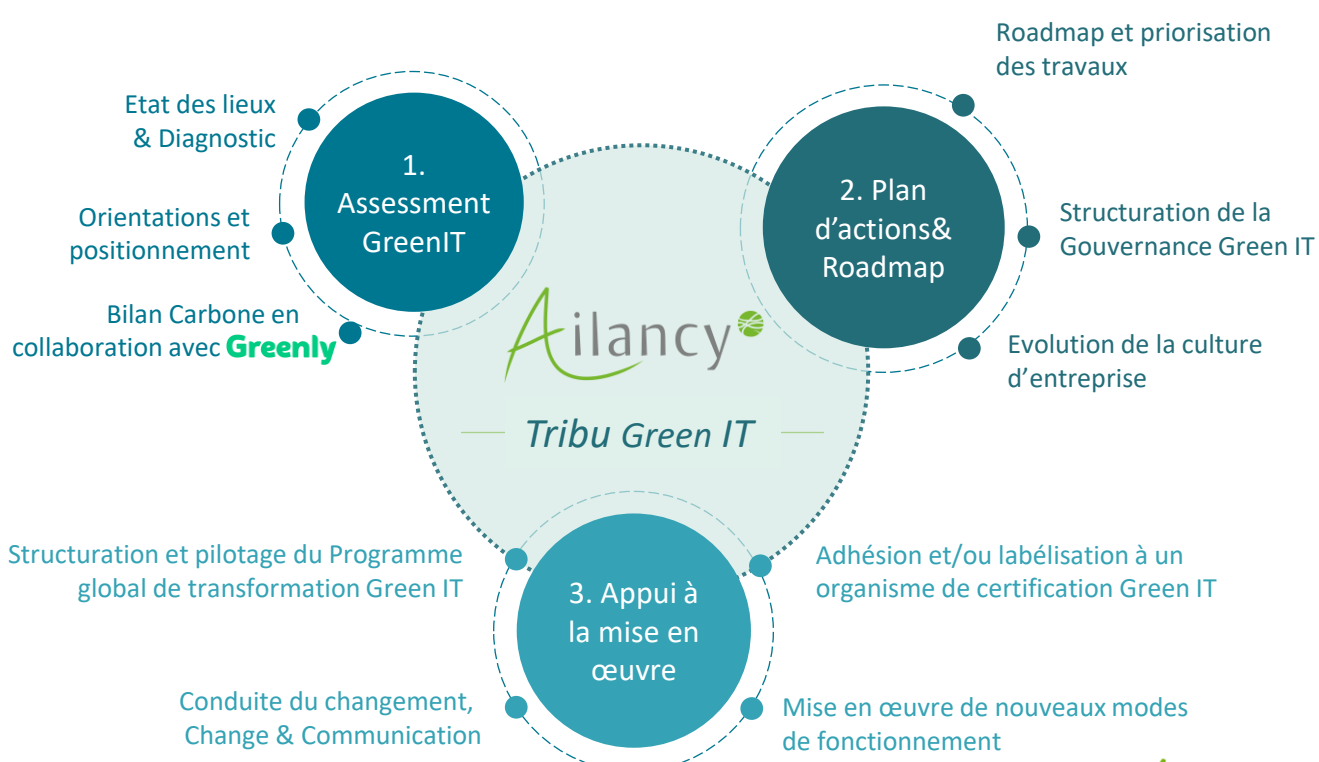 Etat des lieux
& Diagnostic
Orientations et
positionnement
Bilan Carbone en
collaboration avec Greenly
1.
Assessment
GreenIT
Roadmap et priorisation
des travaux
2. Plan
d'actions&
Roadmap
Structuration de la
Gouvernance Green IT
Evolution de la culture
d'entreprise
Ailancy
Tribu Green IT
Structuration et pilotage du Programme
global de transformation Green IT
Conduite du changement,
Change & Communication
3. Appui à
la mise en
œuvre
Adhésion et/ou labélisation à un
organisme de certification Green IT
Mise en œuvre de nouveaux modes
de fonctionnement